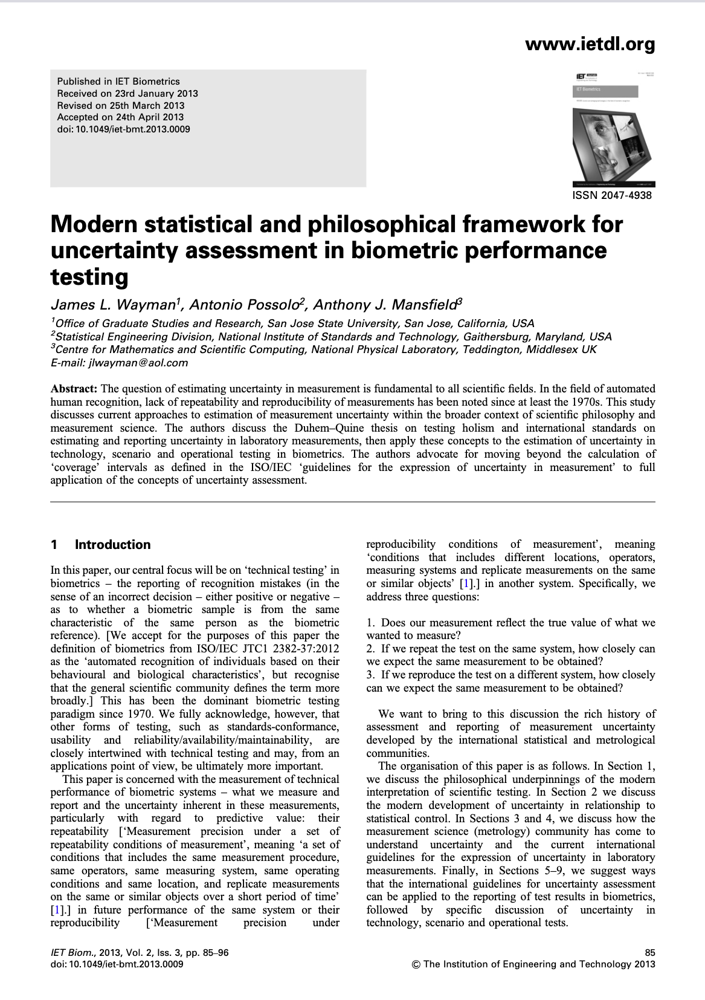 www.ietdl.org
Published in IET Biometrics
Received on 23rd January 2013
Revised on 25th March 2013
Accepted on 24th April 2013
doi: 10.1049/iet-bmt.2013.0009
IET
IET Biometrics
ISSN 2047-4938
Modern statistical and philosophical framework for
uncertainty assessment in biometric performance
testing
James L. Wayman1, Antonio Possolo2, Anthony J. Mansfield3
1Office of Graduate Studies and Research, San Jose State University, San Jose, California, USA
2Statistical Engineering Division, National Institute of Standards and Technology, Gaithersburg, Maryland, USA
3Centre for Mathematics and Scientific Computing, National Physical Laboratory, Teddington, Middlesex UK
E-mail: jlwayman@aol.com
Abstract: The question of estimating uncertainty in measurement is fundamental to all scientific fields. In the field of automated
human recognition, lack of repeatability and reproducibility of measurements has been noted since at least the 1970s. This study
discusses current approaches to estimation of measurement uncertainty within the broader context of scientific philosophy and
measurement science. The authors discuss the Duhem–Quine thesis on testing holism and international standards on
estimating and reporting uncertainty in laboratory measurements, then apply these concepts to the estimation of uncertainty in
technology, scenario and operational testing in biometrics. The authors advocate for moving beyond the calculation of
‘coverage’ intervals as defined in the ISO/IEC ‘guidelines for the expression of uncertainty in measurement’ to full
application of the concepts of uncertainty assessment.
1 Introduction
In this paper, our central focus will be on ‘technical testing’ in
biometrics – the reporting of recognition mistakes (in the
sense of an incorrect decision – either positive or negative –
as to whether a biometric sample is from the same
characteristic of the same person as the biometric
reference). [We accept for the purposes of this paper the
definition of biometrics from ISO/IEC JTC1 2382-37:2012
as the ‘automated recognition of individuals based on their
behavioural and biological characteristics’, but recognise
that the general scientific community defines the term more
broadly.] This has been the dominant biometric testing
paradigm since 1970. We fully acknowledge, however, that
other forms of testing, such as standards-conformance,
usability and reliability/availability/maintainability, are
closely intertwined with technical testing and may, from an
applications point of view, be ultimately more important.
This paper is concerned with the measurement of technical
performance of biometric systems – what we measure and
report and the uncertainty inherent in these measurements,
particularly with regard to predictive value: their
repeatability [‘Measurement precision under a set of
repeatability conditions of measurement’, meaning ‘a set of
conditions that includes the same measurement procedure,
same operators, same measuring system, same operating
conditions and same location, and replicate measurements
on the same or similar objects over a short period of time’
[1].] in future performance of the same system or their
reproducibility [‘Measurement precision under
reproducibility conditions of measurement’, meaning
‘conditions that includes different locations, operators,
measuring systems and replicate measurements on the same
or similar objects’ [1].] in another system. Specifically, we
address three questions:
1. Does our measurement reflect the true value of what we
wanted to measure?
2. If we repeat the test on the same system, how closely can
we expect the same measurement to be obtained?
3. If we reproduce the test on a different system, how closely
can we expect the same measurement to be obtained?
We want to bring to this discussion the rich history of
assessment and reporting of measurement uncertainty
developed by the international statistical and metrological
communities.
The organisation of this paper is as follows. In Section 1,
we discuss the philosophical underpinnings of the modern
interpretation of scientific testing. In Section 2 we discuss
the modern development of uncertainty in relationship to
statistical control. In Sections 3 and 4, we discuss how the
measurement science (metrology) community has come to
understand uncertainty and the current international
guidelines for the expression of uncertainty in laboratory
measurements. Finally, in Sections 5–9, we suggest ways
that the international guidelines for uncertainty assessment
can be applied to the reporting of test results in biometrics,
followed by specific discussion of uncertainty in
technology, scenario and operational tests.
IET Biom., 2013, Vol. 2, Iss. 3, pp. 85–96
doi: 10.1049/iet-bmt.2013.0009
85
© The Institution of Engineering and Technology 2013